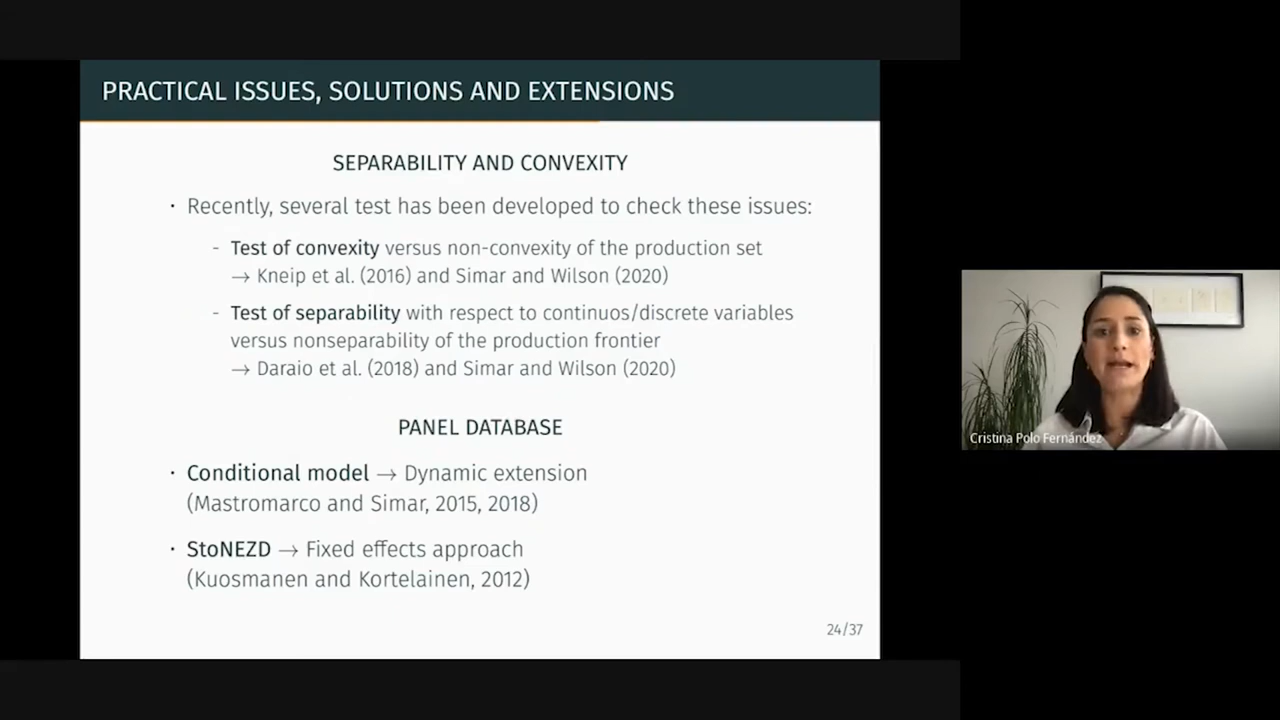 PRACTICAL ISSUES, SOLUTIONS AND EXTENSIONS
SEPARABILITY AND CONVEXITY
· Recently, several test has been developed to check these issues:
- Test of convexity versus non-convexity of the production set
→ Kneip et al. (2016) and Simar and Wilson (2020)
- Test of separability with respect to continuos/discrete variables
versus nonseparability of the production frontier
→ Daraio et al. (2018) and Simar and Wilson (2020)
PANEL DATABASE
· Conditional model → Dynamic extension
(Mastromarco and Simar, 2015, 2018)
· StoNEZD → Fixed effects approach
(Kuosmanen and Kortelainen, 2012)
24/37
Cristina Polo Fernández